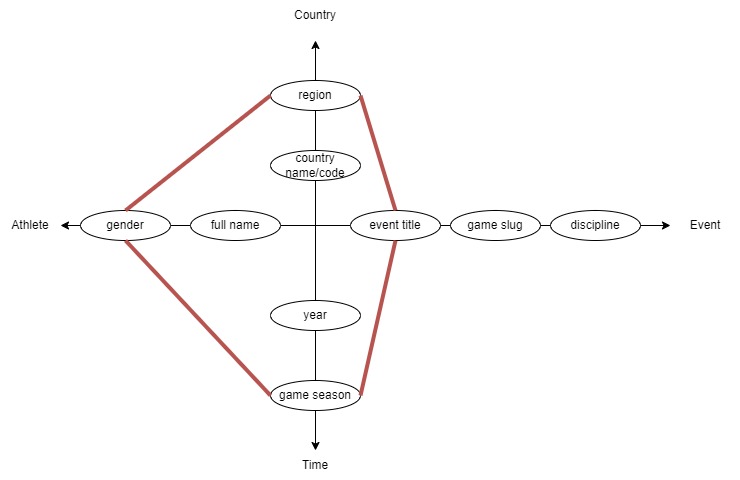 Country
region
country
name/code
Athlete
gender
full name
event title
game slug
discipline
Event
year
game season
Time